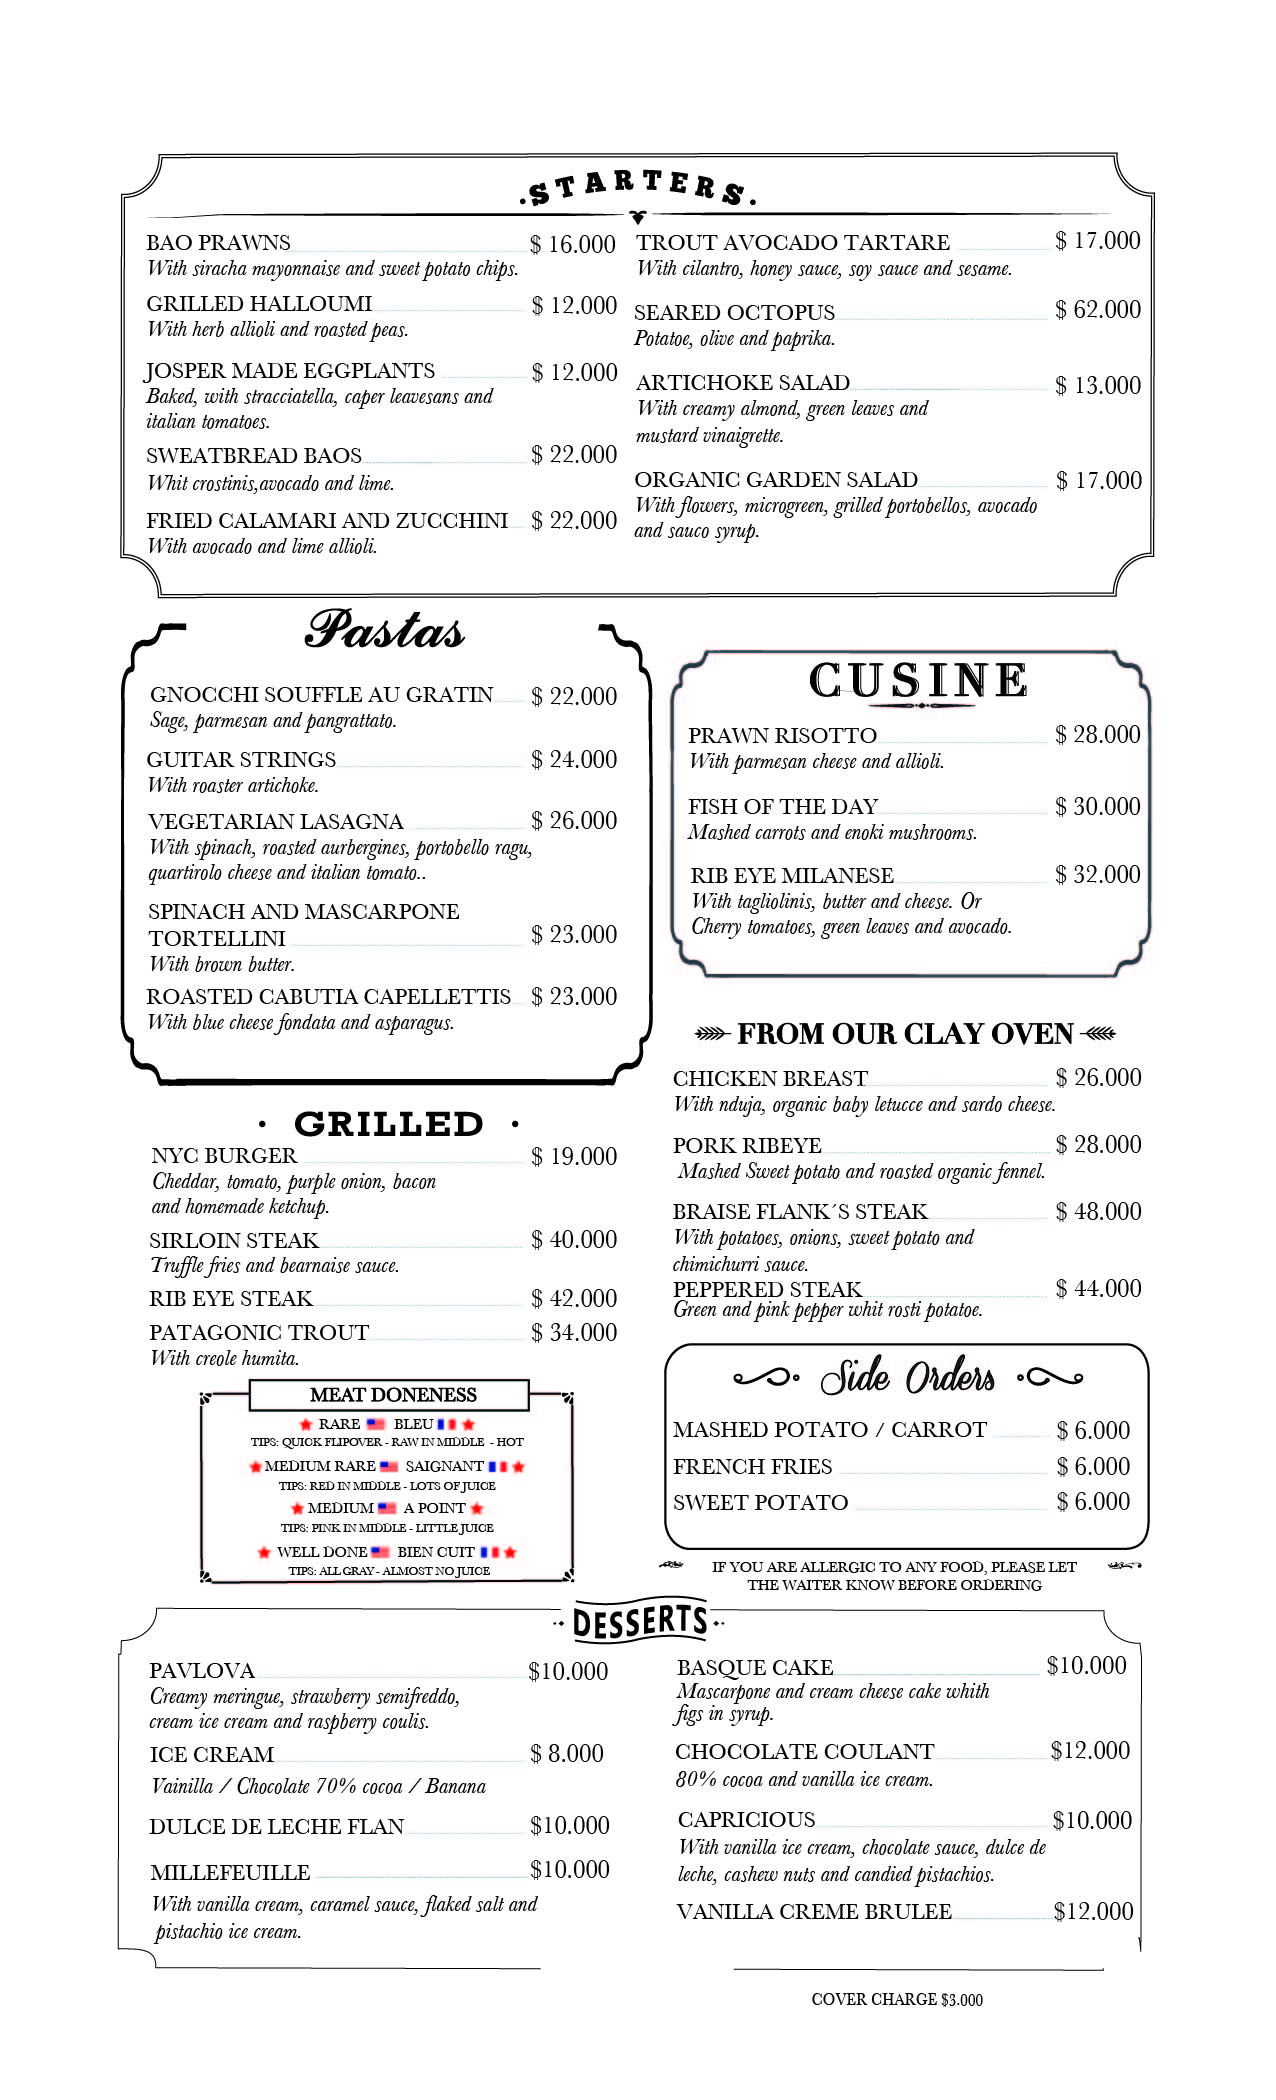 ·STARTERS·
BAO PRAWNS $ 16.000
With siracha mayonnaise and sweet potato chips.
GRILLED HALLOUMI $ 12.000
With herb allioli and roasted peas.
JOSPER MADE EGGPLANTS $ 12.000
Baked, with stracciatella, caper leavesans and
italian tomatoes.
SWEATBREAD BAOS $ 22.000
Whit crostinis,avocado and lime.
FRIED CALAMARI AND ZUCCHINI $ 22.000
With avocado and lime allioli.
TROUT AVOCADO TARTARE $ 17.000
With cilantro, honey sauce, soy sauce and sesame.
SEARED OCTOPUS $ 62.000
Potatoe, olive and paprika.
ARTICHOKE SALAD $ 13.000
With creamy almond, green leaves and
mustard vinaigrette.
ORGANIC GARDEN SALAD $ 17.000
With flowers, microgreen, grilled portobellos, avocado
and sauco syrup.
Pastas
GNOCCHI SOUFFLE AU GRATIN $ 22.000
Sage, parmesan and pangrattato.
GUITAR STRINGS $ 24.000
With roaster artichoke.
VEGETARIAN LASAGNA $ 26.000
With spinach, roasted aurbergines, portobello ragu,
quartirolo cheese and italian tomato..
SPINACH AND MASCARPONE
TORTELLINI $ 23.000
With brown butter.
ROASTED CABUTIA CAPELLETTIS $ 23.000
With blue cheese fondata and asparagus.
CUSINE
PRAWN RISOTTO $ 28.000
With parmesan cheese and allioli.
FISH OF THE DAY $ 30.000
Mashed carrots and enoki mushrooms.
RIB EYE MILANESE $ 32.000
With tagliolinis, butter and cheese. Or
Cherry tomatoes, green leaves and avocado.
· GRILLED ·
NYC BURGER $ 19.000
Cheddar, tomato, purple onion, bacon
and homemade ketchup.
SIRLOIN STEAK $ 40.000
Truffle fries and bearnaise sauce.
RIB EYE STEAK $ 42.000
PATAGONIC TROUT $ 34.000
With creole humita.
FROM OUR CLAY OVEN
CHICKEN BREAST $ 26.000
With nduja, organic baby letucce and sardo cheese.
PORK RIBEYE $ 28.000
Mashed Sweet potato and roasted organic fennel.
BRAISE FLANK´S STEAK $ 48.000
With potatoes, onions, sweet potato and
chimichurri sauce.
PEPPERED STEAK $ 44.000
Green and pink pepper whit rosti potatoe.
MEAT DONENESS
RARE BLEU
TIPS: QUICK FLIPOVER - RAW IN MIDDLE - HOT
MEDIUM RARE SAIGNANT
TIPS: RED IN MIDDLE - LOTS OF JUICE
MEDIUM A POINT
TIPS: PINK IN MIDDLE - LITTLE JUICE
WELL DONE BIEN CUIT
TIPS: ALL GRAY - ALMOST NO JUICE
Side Orders
MASHED POTATO / CARROT $ 6.000
FRENCH FRIES $ 6.000
SWEET POTATO $ 6.000
IF YOU ARE ALLERGIC TO ANY FOOD, PLEASE LET
THE WAITER KNOW BEFORE ORDERING
DESSERTS
PAVLOVA $10.000
Creamy meringue, strawberry semifreddo,
cream ice cream and raspberry coulis.
ICE CREAM $ 8.000
Vainilla / Chocolate 70% cocoa / Banana
DULCE DE LECHE FLAN $10.000
MILLEFEUILLE $10.000
With vanilla cream, caramel sauce, flaked salt and
pistachio ice cream.
BASQUE CAKE $10.000
Mascarpone and cream cheese cake whith
figs in syrup.
CHOCOLATE COULANT $12.000
80% cocoa and vanilla ice cream.
CAPRICIOUS $10.000
With vanilla ice cream, chocolate sauce, dulce de
leche, cashew nuts and candied pistachios.
VANILLA CREME BRULEE $12.000
COVER CHARGE $3.000